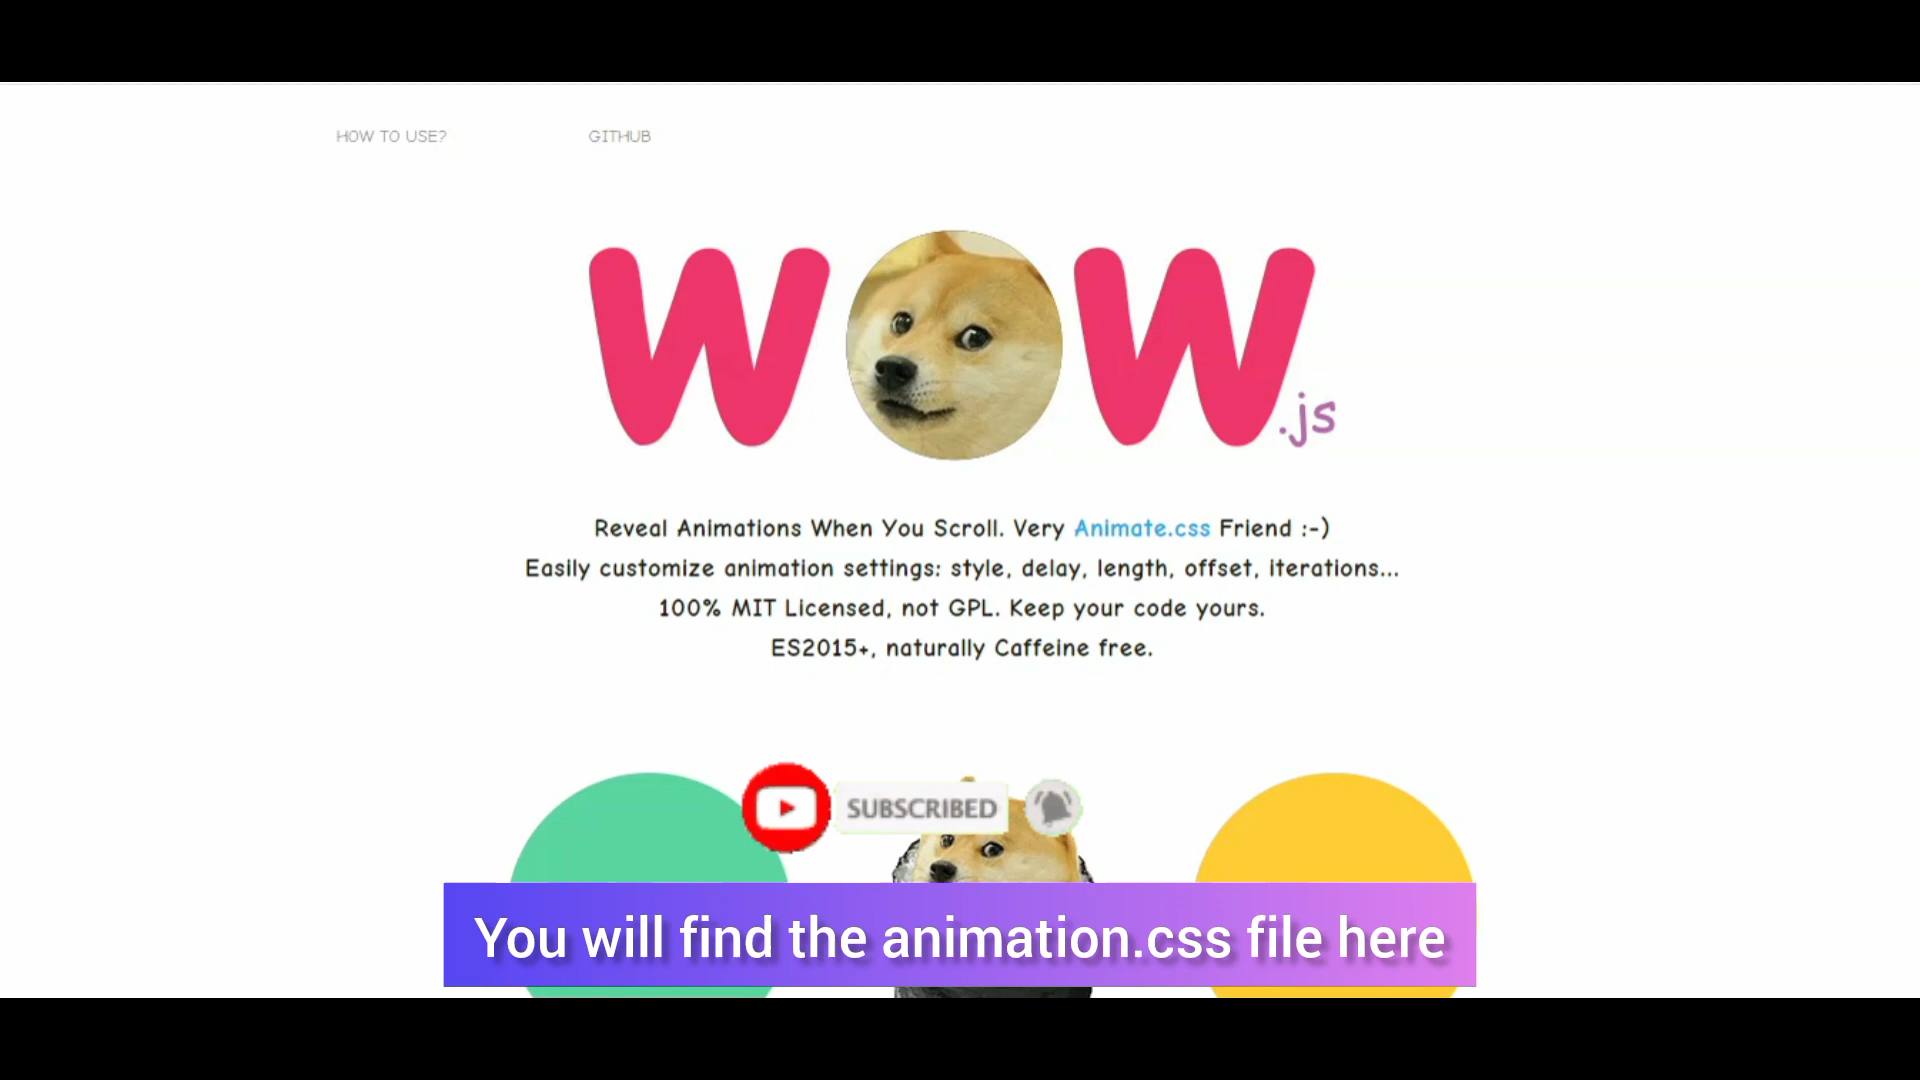 HOW TO USE?
GITHUB
WOW.js
Reveal Animations When You Scroll. Very Animate.css Friend :-)
Easily customize animation settings: style, delay, length, offset, iterations...
100% MIT Licensed, not GPL. Keep your code yours.
ES2015+, naturally Caffeine free.
SUBSCRIBED
You will find the animation.css file here